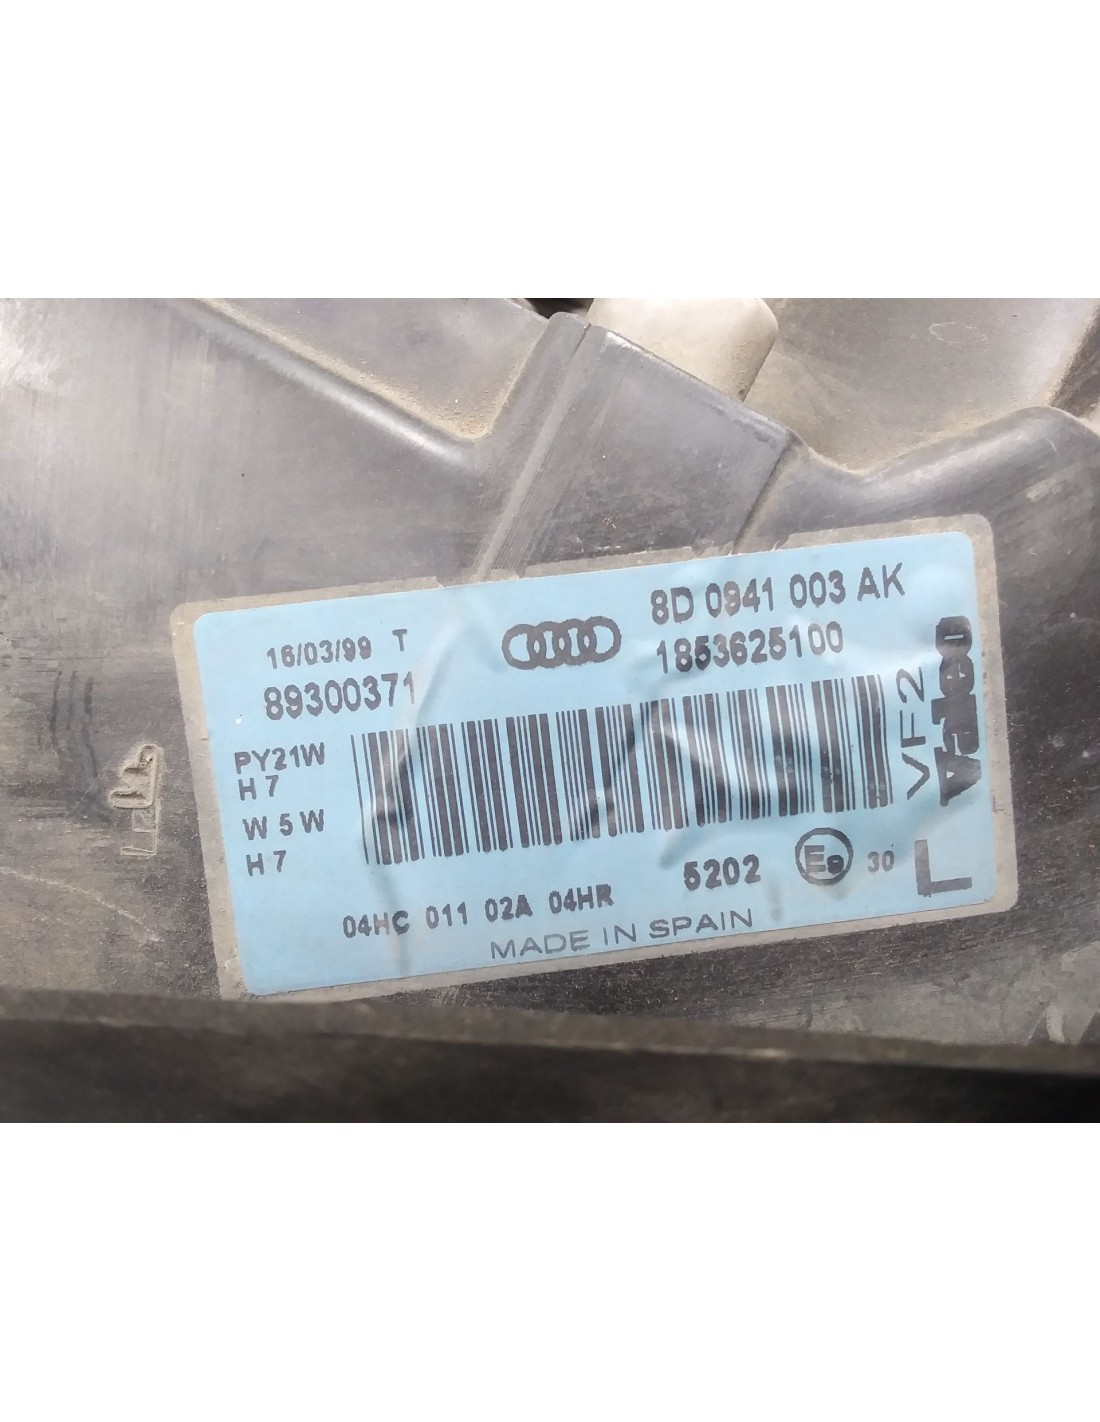 16/03/99 T
89300371
8D 0941 003 AK
1853625100
PY21W
H 7
W 5 W
H 7
VF2
Valeo
04HC 011 02A 04HR
5202
E9
30
L
MADE IN SPAIN